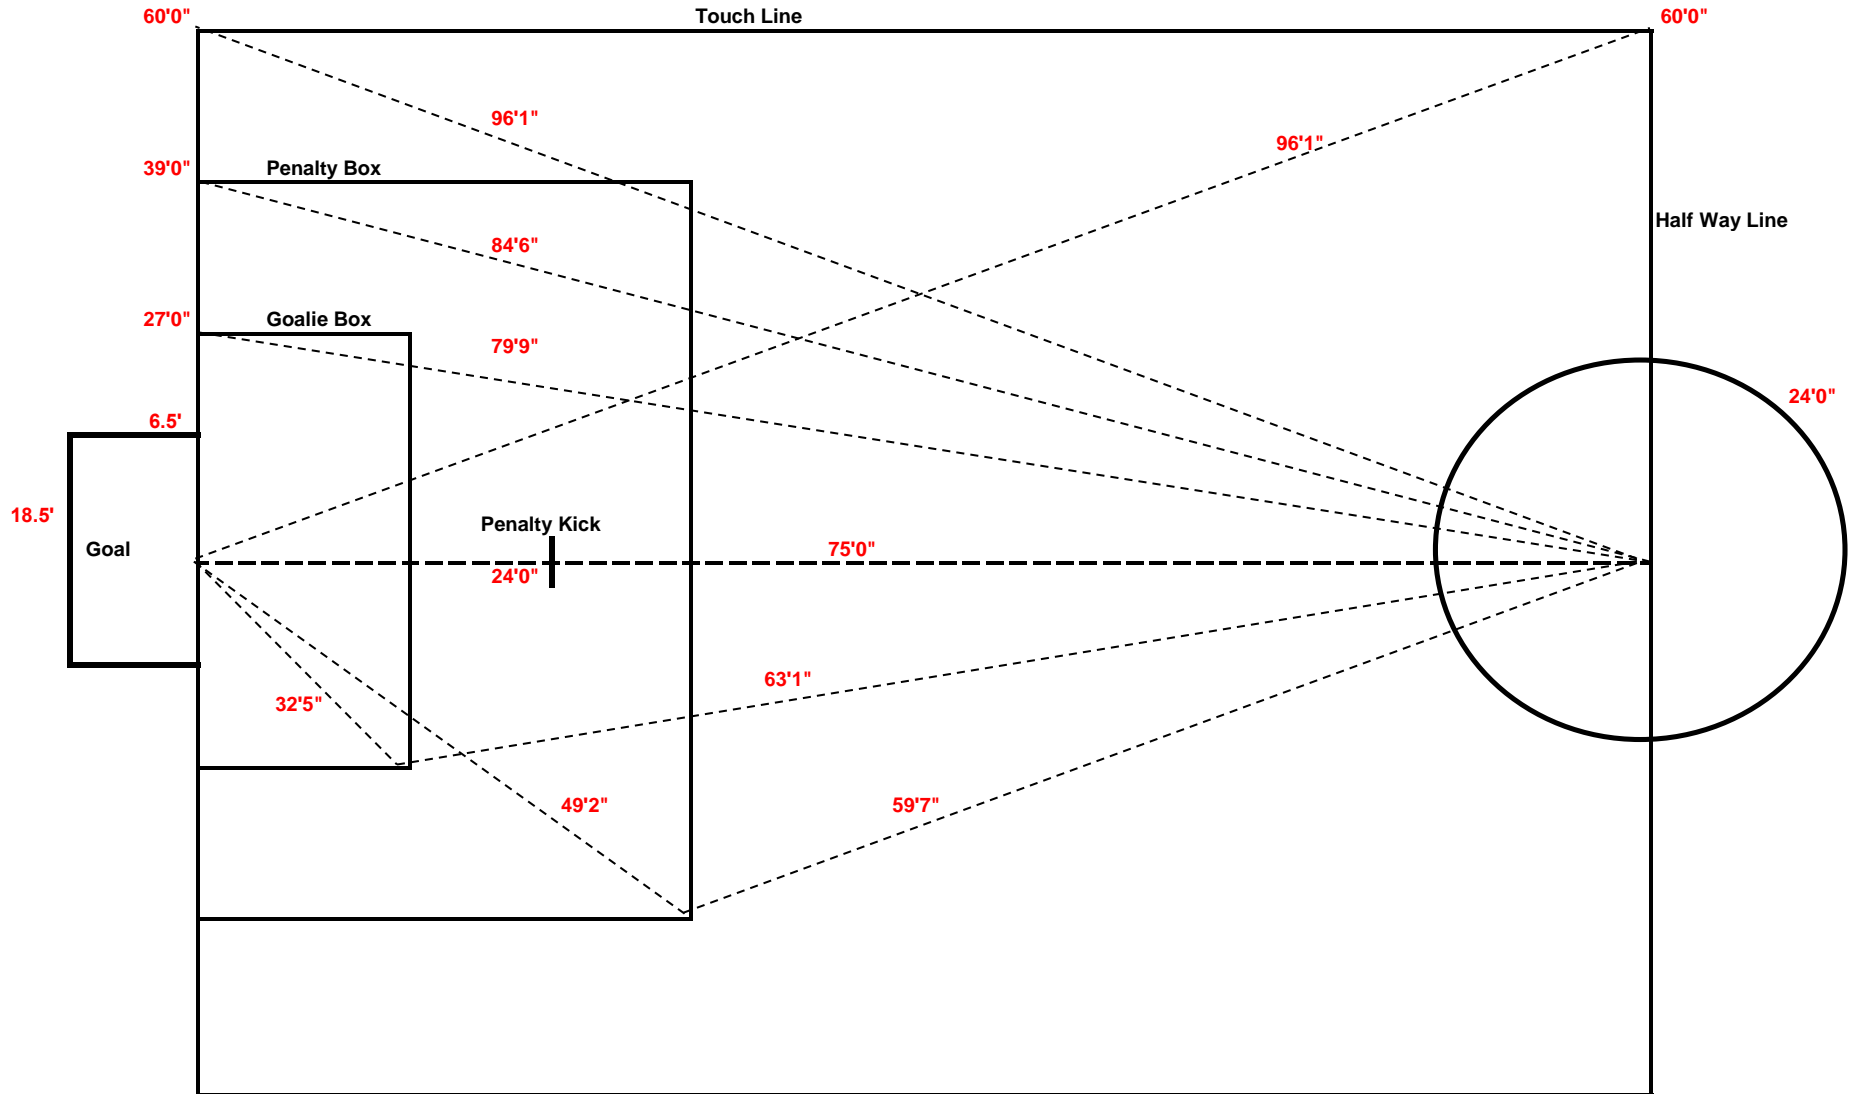 60'0"
Touch Line
60'0"
96'1"
96'1"
39'0"
Penalty Box
Half Way Line
84'6"
27'0"
Goalie Box
79'9"
24'0"
6.5'
18.5'
Penalty Kick
Goal
75'0"
24'0"
63'1"
32'5"
49'2"
59'7"